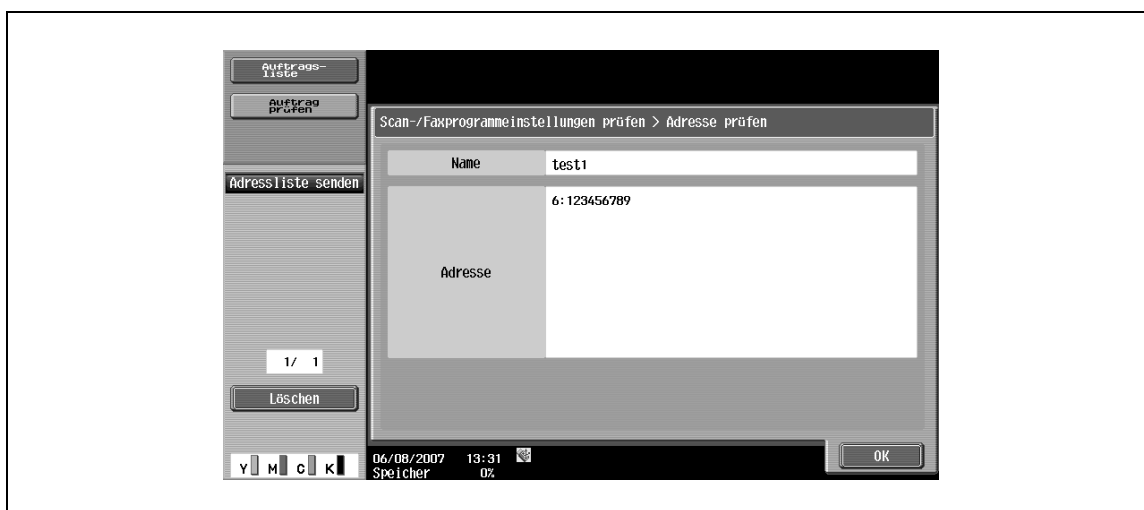 Auftrags-
liste
Auftrag
prüfen
Scan-/Faxprogrammeinstellungen prüfen > Adresse prüfen
Name
test1
Adressliste senden
6:123456789
Adresse
1/ 1
Löschen
Y M C K
06/08/2007 13:31
Speicher 0%
OK